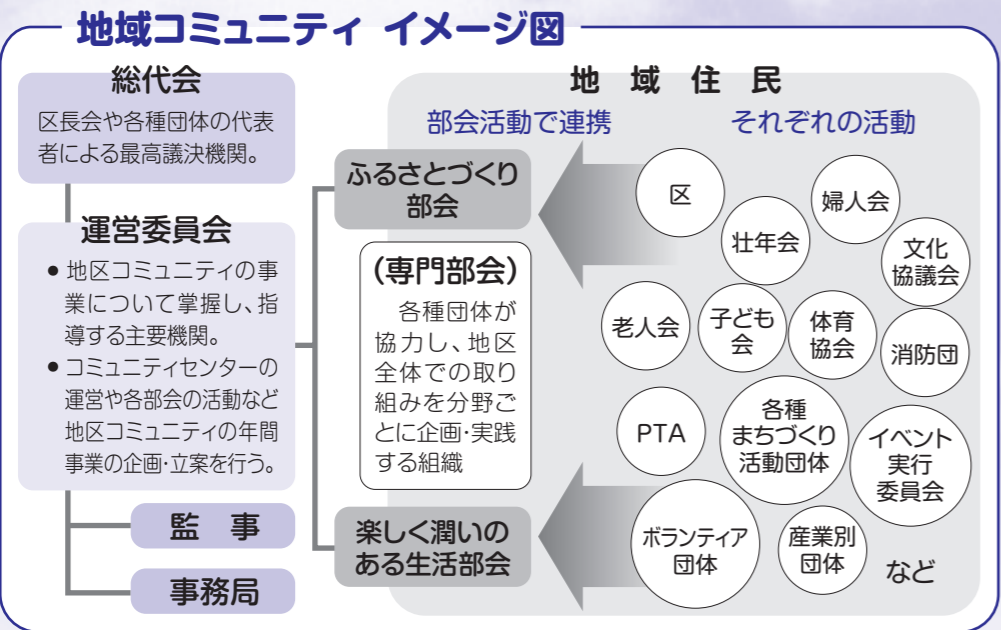 地域コミュニティ イメージ図
総代会
区長会や各種団体の代表
者による最高議決機関。
運営委員会
● 地区コミュニティの事
業について掌握し、指
導する主要機関。
● コミュニティセンターの
運営や各部会の活動など
地区コミュニティの年間
事業の企画・立案を行う。
監　事
事務局
地　域　住　民
部会活動で連携
それぞれの活動
ふるさとづくり
部会
(専門部会)
各種団体が
協力し、地区
全体での取り
組みを分野ご
とに企画・実践
する組織
楽しく潤いの
ある生活部会
区
婦人会
壮年会
文化
協議会
老人会
子ども
会
体育
協会
消防団
PTA
各種
まちづくり
活動団体
イベント
実行
委員会
ボランティア
団体
産業別
団体
など